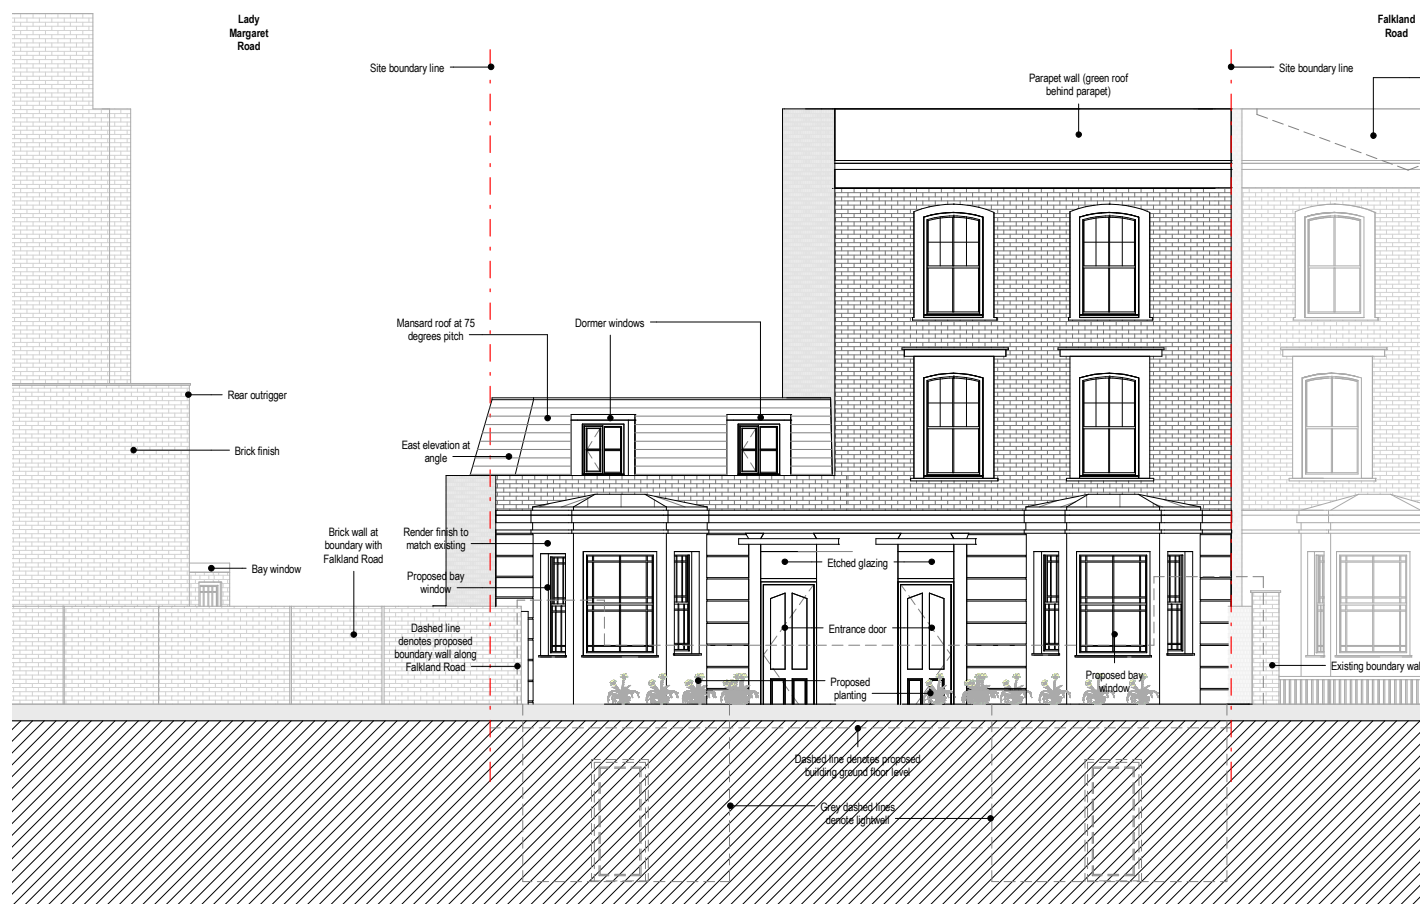 Lady
Margaret
Road
Falkland
Road
Site boundary line
Site boundary line
Parapet wall (green roof
behind parapet)
Mansard roof at 75
degrees pitch
Dormer windows
Rear outrigger
East elevation at
angle
Brick finish
Brick wall at
boundary with
Falkland Road
Render finish to
match existing
Bay window
Proposed bay
window
Etched glazing
Dashed line
denotes proposed
boundary wall along
Falkland Road
Entrance door
Existing boundary wal
Proposed
planting
Proposed bay
window
Dashed line denotes proposed
building ground floor level
Grey dashed lines
denote lightwell